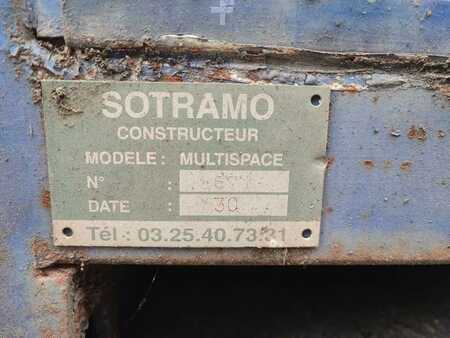 SOTRAMO
CONSTRUCTEUR
MODELE : MULTISPACE
N° :
DATE : 30
Tél : 03.25.40.73.31